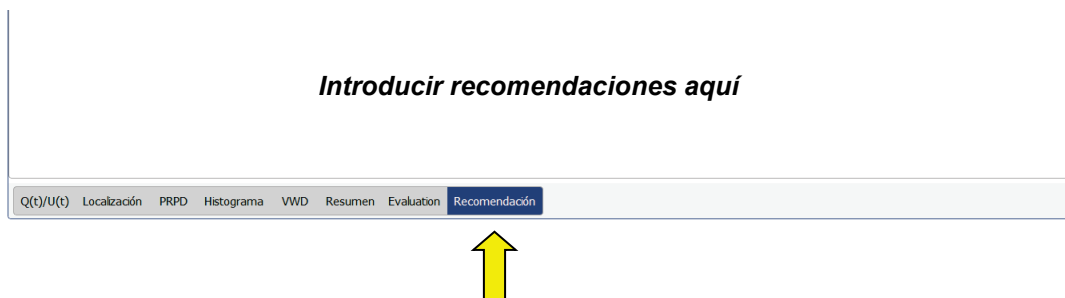 Introducir recomendaciones aquí
Q(t)/U(t) Localización PRPD Histograma VWD Resumen Evaluation Recomendación